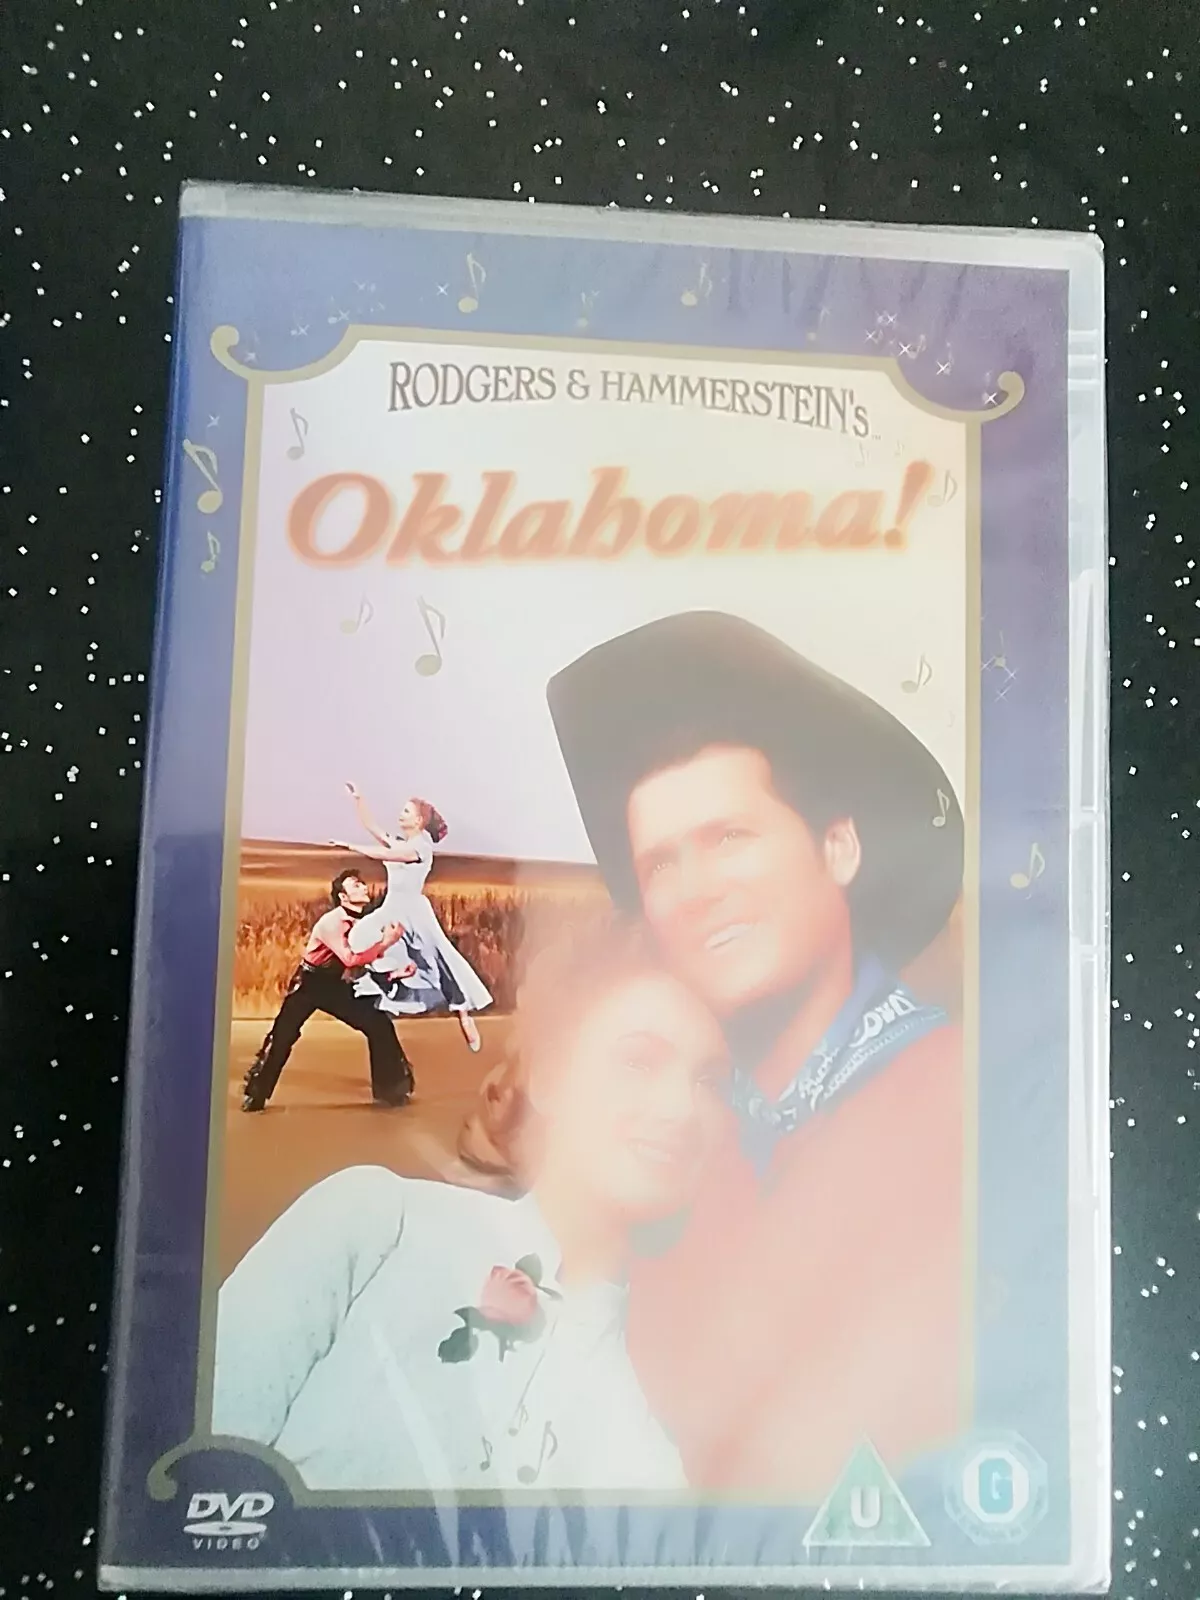 RODGERS & HAMMERSTEIN's...
Oklahoma!
DVD
VIDEO
U
G